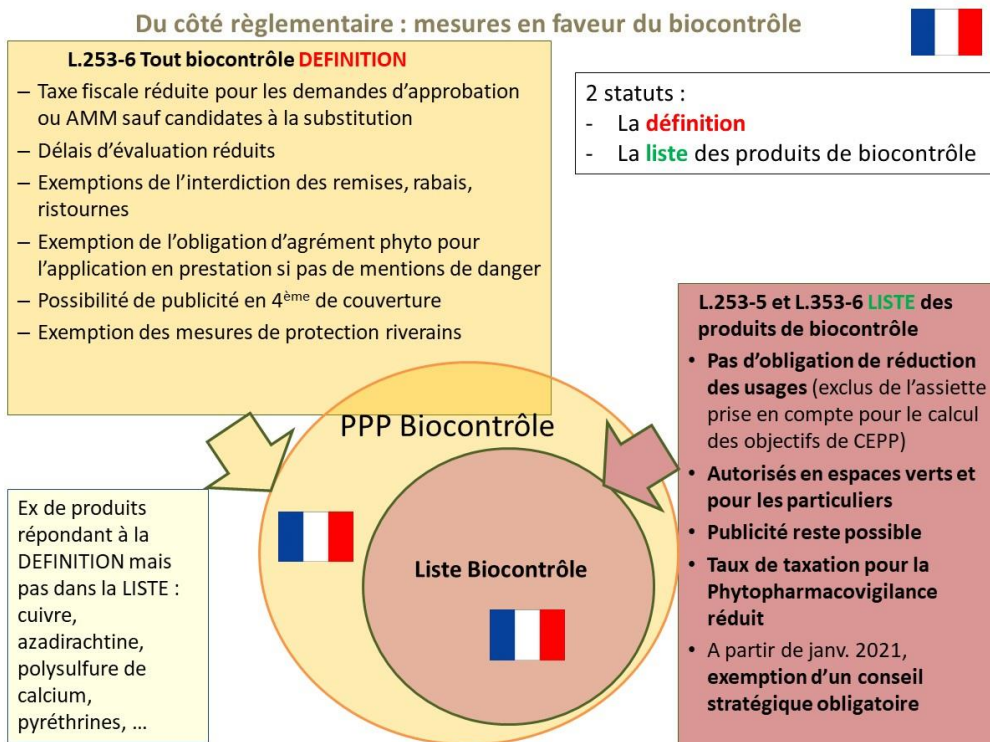 Du côté règlementaire : mesures en faveur du biocontrôle
L.253-6 Tout biocontrôle DEFINITION
– Taxe fiscale réduite pour les demandes d'approbation
ou AMM sauf candidates à la substitution
– Délais d'évaluation réduits
– Exemptions de l'interdiction des remises, rabais,
ristournes
– Exemption de l'obligation d'agrément phyto pour
l'application en prestation si pas de mentions de danger
– Possibilité de publicité en 4ème de couverture
– Exemption des mesures de protection riverains
2 statuts :
- La définition
- La liste des produits de biocontrôle
L.253-5 et L.353-6 LISTE des
produits de biocontrôle
• Pas d'obligation de réduction
des usages (exclus de l'assiette
prise en compte pour le calcul
des objectifs de CEPP)
• Autorisés en espaces verts et
pour les particuliers
• Publicité reste possible
• Taux de taxation pour la
Phytopharmacovigilance
réduit
• A partir de janv. 2021,
exemption d'un conseil
stratégique obligatoire
PPP Biocontrôle
Liste Biocontrôle
Ex de produits
répondant à la
DEFINITION mais
pas dans la LISTE :
cuivre,
azadirachtine,
polysulfure de
calcium,
pyréthrines, ...